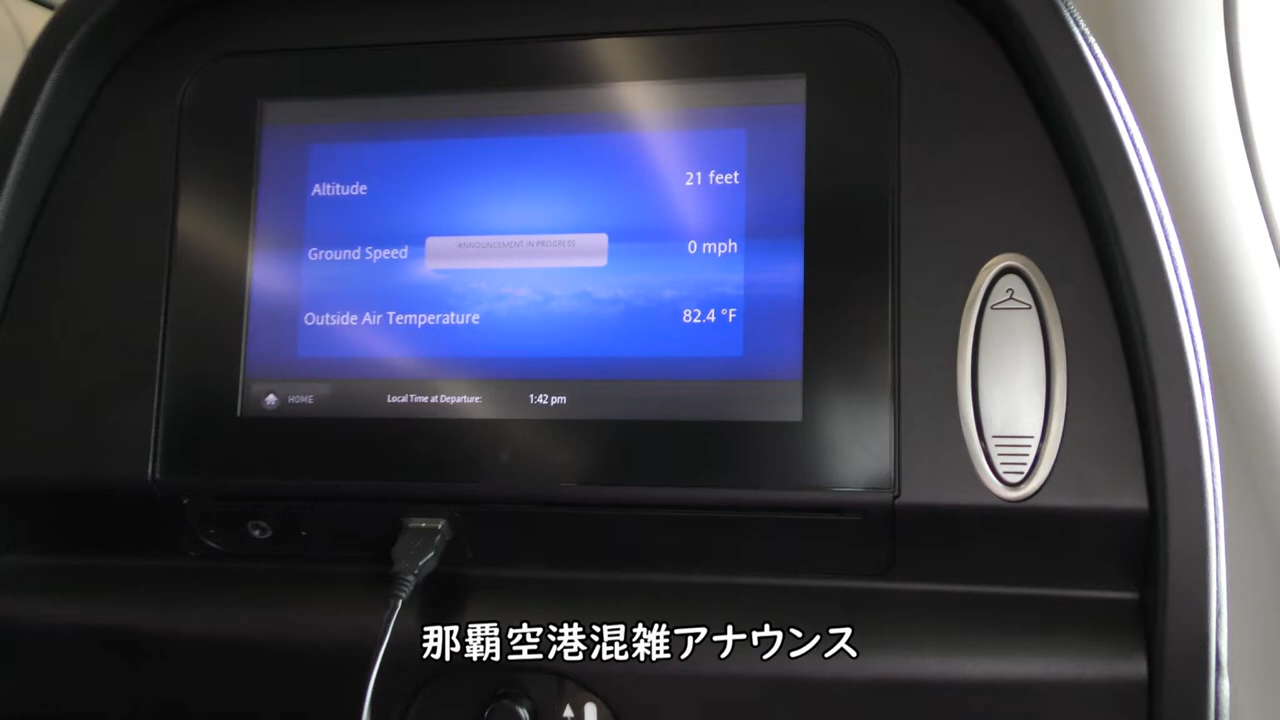 Altitude 21 feet
Ground Speed ANNOUNCEMENT IN PROGRESS 0 mph
Outside Air Temperature 82.4 °F
HOME Local Time at Departure: 1:42 pm
那覇空港混雑アナウンス